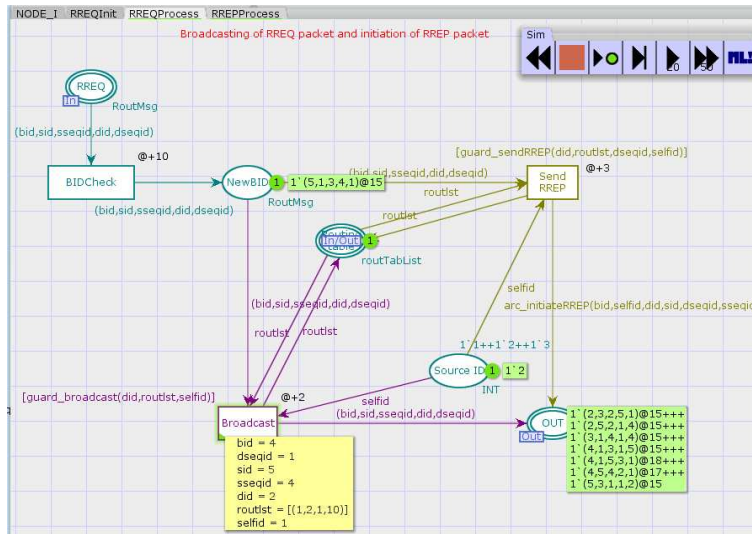 NODE_I RREQInit RREQProcess RREPProcess
Broadcasting of RREQ packet and initiation of RREP packet
Sim
RREQ
In
RoutMsg
(bid,sid,sseqid,did,dseqid)
[guard_sendRREP(did,routlst,dseqid,selfid)]
@+10
@+3
BIDCheck
NewBID
1
1`(5,1,3,4,1)@15
(bid,sid,sseqid,did,dseqid)
Send
RREP
RoutMsg
(bid,sid,sseqid,did,dseqid)
routlst
routlst
In/Out
1
routTabList
(bid,sid,sseqid,did,dseqid)
routlst
routlst
selfid
arc_initiateRREP(bid,selfid,did,sid,dseqid,sseqid
1`1++1`2++1`3
Source ID
1
1`2
INT
[guard_broadcast(did,routlst,selfid)]
@+2
selfid
(bid,sid,sseqid,did,dseqid)
Broadcast
OUT
Out
bid = 4
dseqid = 1
sid = 5
sseqid = 4
did = 2
routlst = [(1,2,1,10)]
selfid = 1
1`(2,3,2,5,1)@15+++
1`(2,5,2,1,4)@15+++
1`(3,1,4,1,4)@15+++
1`(4,1,3,1,5)@15+++
1`(4,1,5,3,1)@18+++
1`(4,5,4,2,1)@17+++
1`(5,3,1,1,2)@15